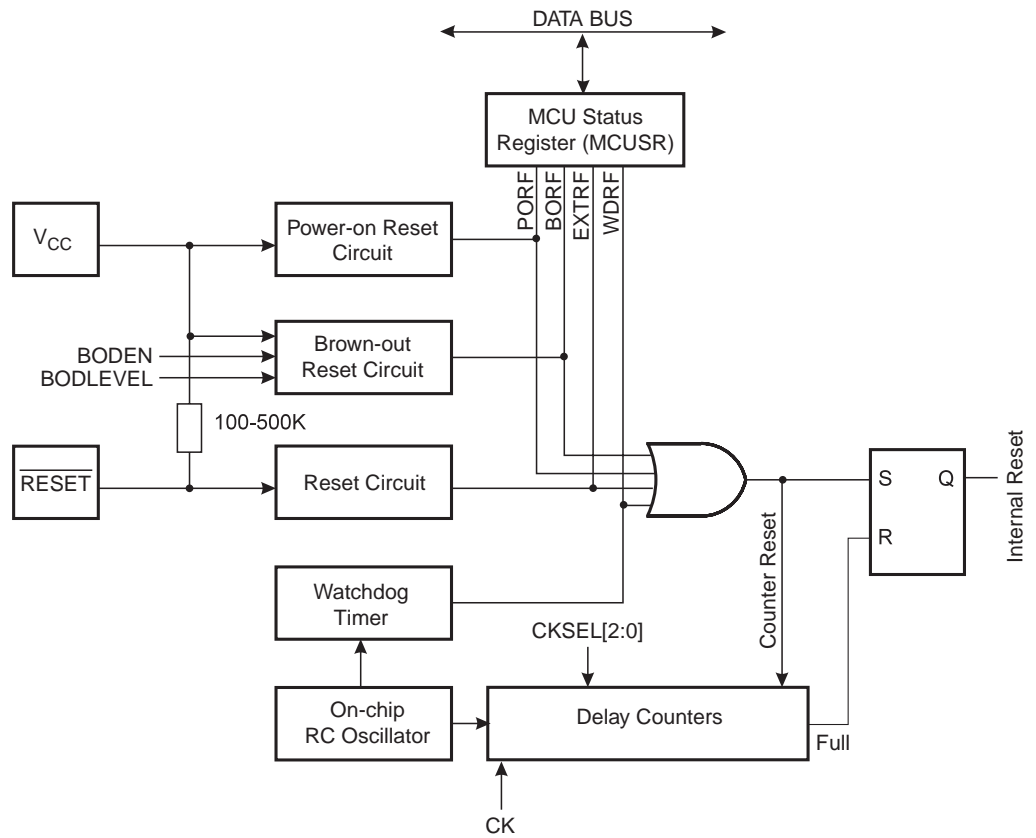 DATA BUS
MCU Status
Register (MCUSR)
PORF
BORF
EXTRF
WDRF
VCC
Power-on Reset
Circuit
BODEN
BODLEVEL
Brown-out
Reset Circuit
100-500K
RESET
Reset Circuit
S
Q
R
Internal Reset
Watchdog
Timer
CKSEL[2:0]
Counter Reset
On-chip
RC Oscillator
Delay Counters
Full
CK